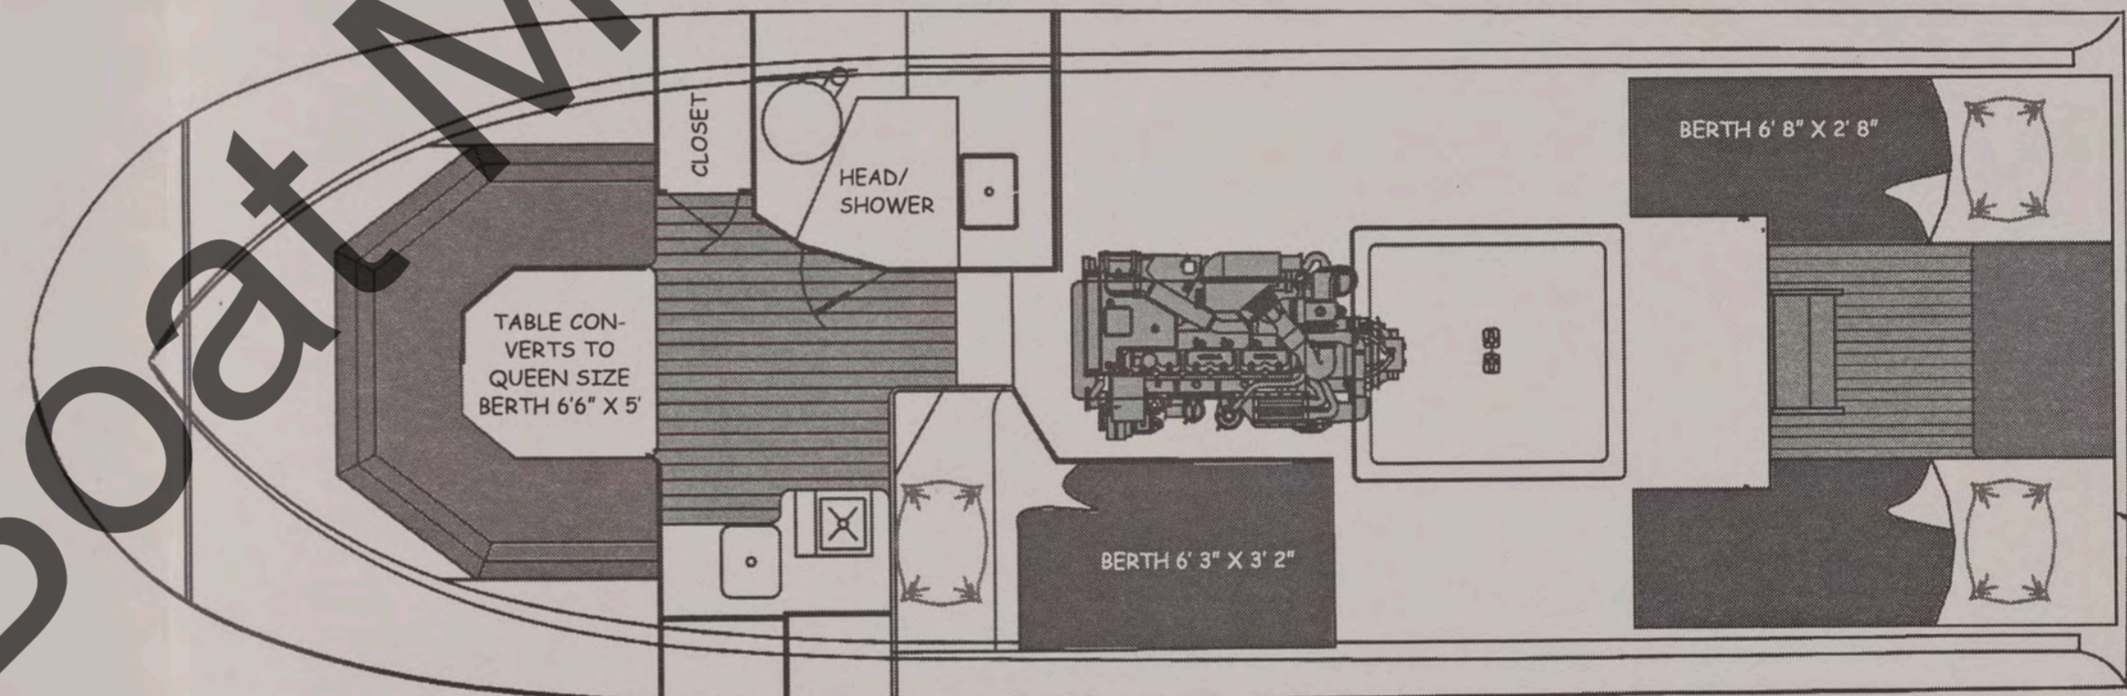 boat M
CLOSET
HEAD/
SHOWER
TABLE CON-
VERTS TO
QUEEN SIZE
BERTH 6'6" X 5'
BERTH 6' 3" X 3' 2"
BERTH 6' 8" X 2' 8"